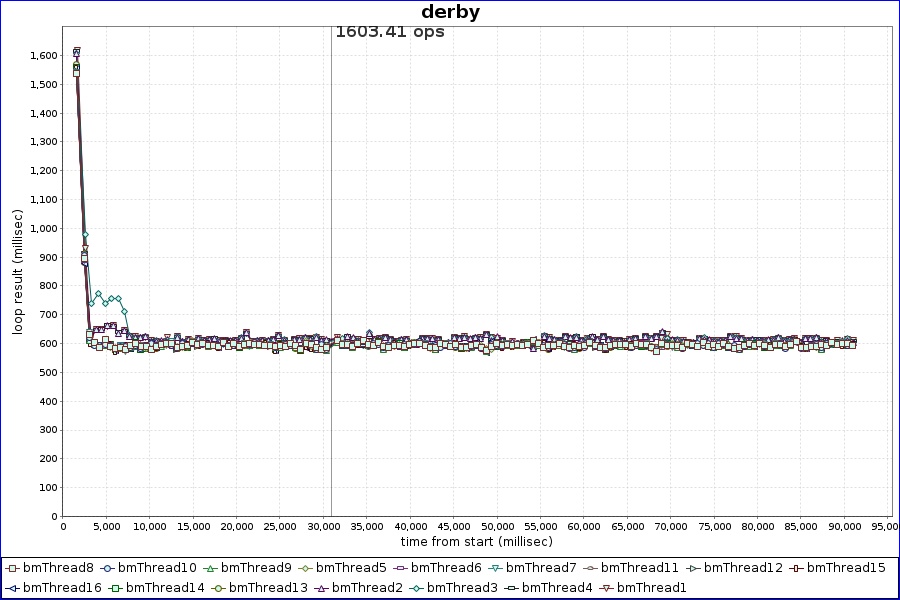 derby
1603.41 ops
loop result (millisec)
1,600
1,500
1,400
1,300
1,200
1,100
1,000
900
800
700
600
500
400
300
200
100
0
0 5,000 10,000 15,000 20,000 25,000 30,000 35,000 40,000 45,000 50,000 55,000 60,000 65,000 70,000 75,000 80,000 85,000 90,000 95,00
time from start (millisec)
bmThread8 bmThread10 bmThread9 bmThread5 bmThread6 bmThread7 bmThread11 bmThread12 bmThread15
bmThread16 bmThread14 bmThread13 bmThread2 bmThread3 bmThread4 bmThread1